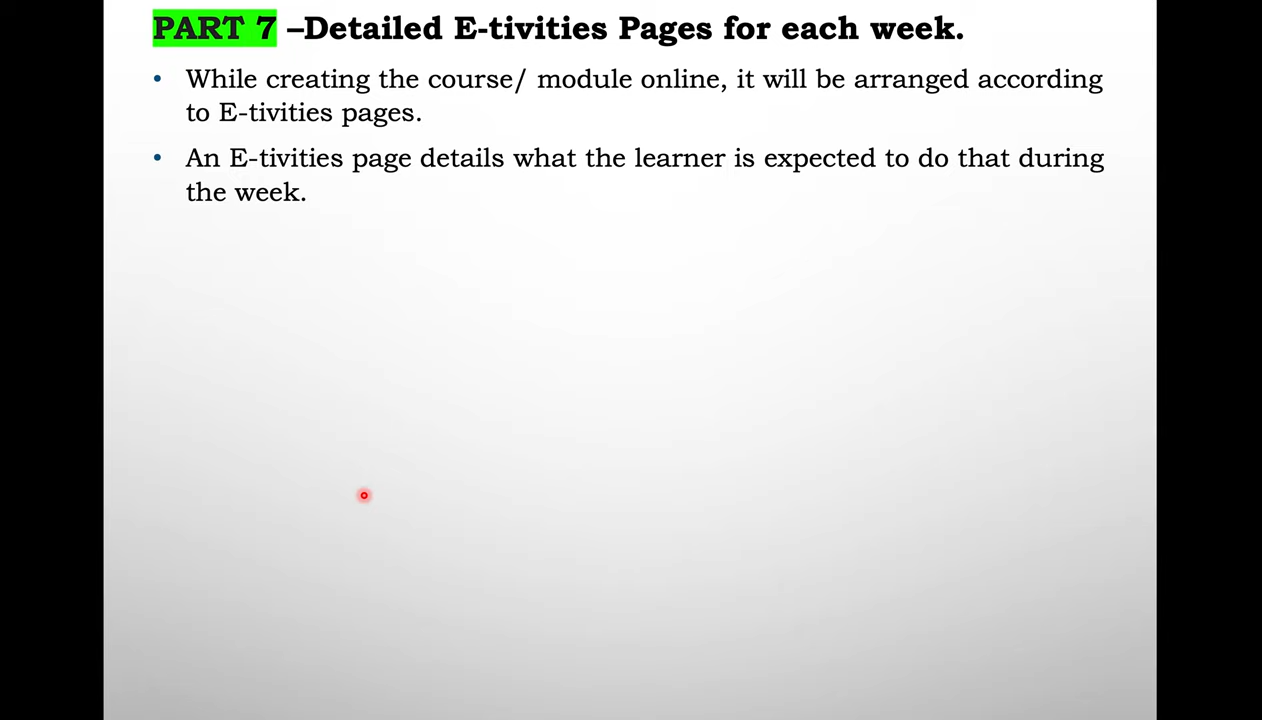 PART 7 –Detailed E-tivities Pages for each week.
• While creating the course/ module online, it will be arranged according
to E-tivities pages.
• An E-tivities page details what the learner is expected to do that during
the week.